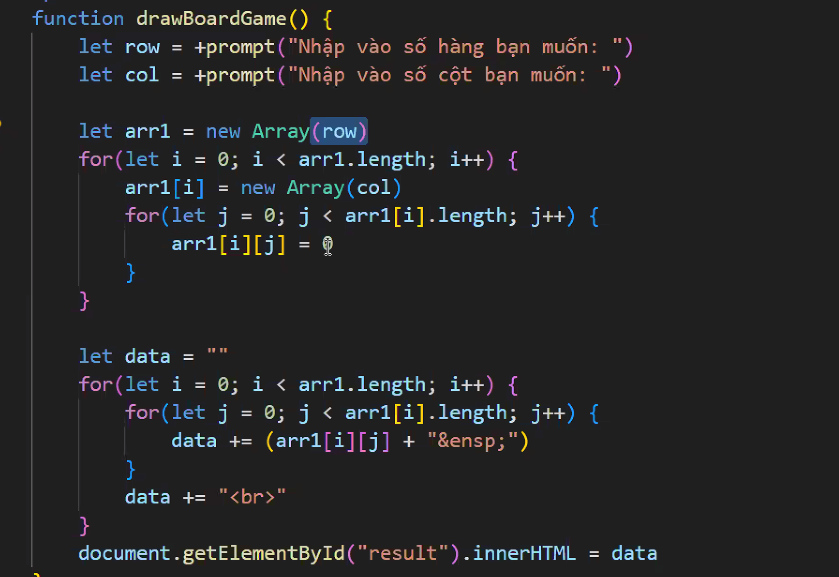 function drawBoardGame() {
let row = +prompt("Nhập vào số hàng bạn muốn: ")
let col = +prompt("Nhập vào số cột bạn muốn: ")
let arr1 = new Array(row)
for(let i = 0; i < arr1.length; i++) {
arr1[i] = new Array(col)
for(let j = 0; j < arr1[i].length; j++) {
arr1[i][j] = 0
}
}
let data = ""
for(let i = 0; i < arr1.length; i++) {
for(let j = 0; j < arr1[i].length; j++) {
data += (arr1[i][j] + "&ensp;")
}
data += "<br>"
}
document.getElementById("result").innerHTML = data